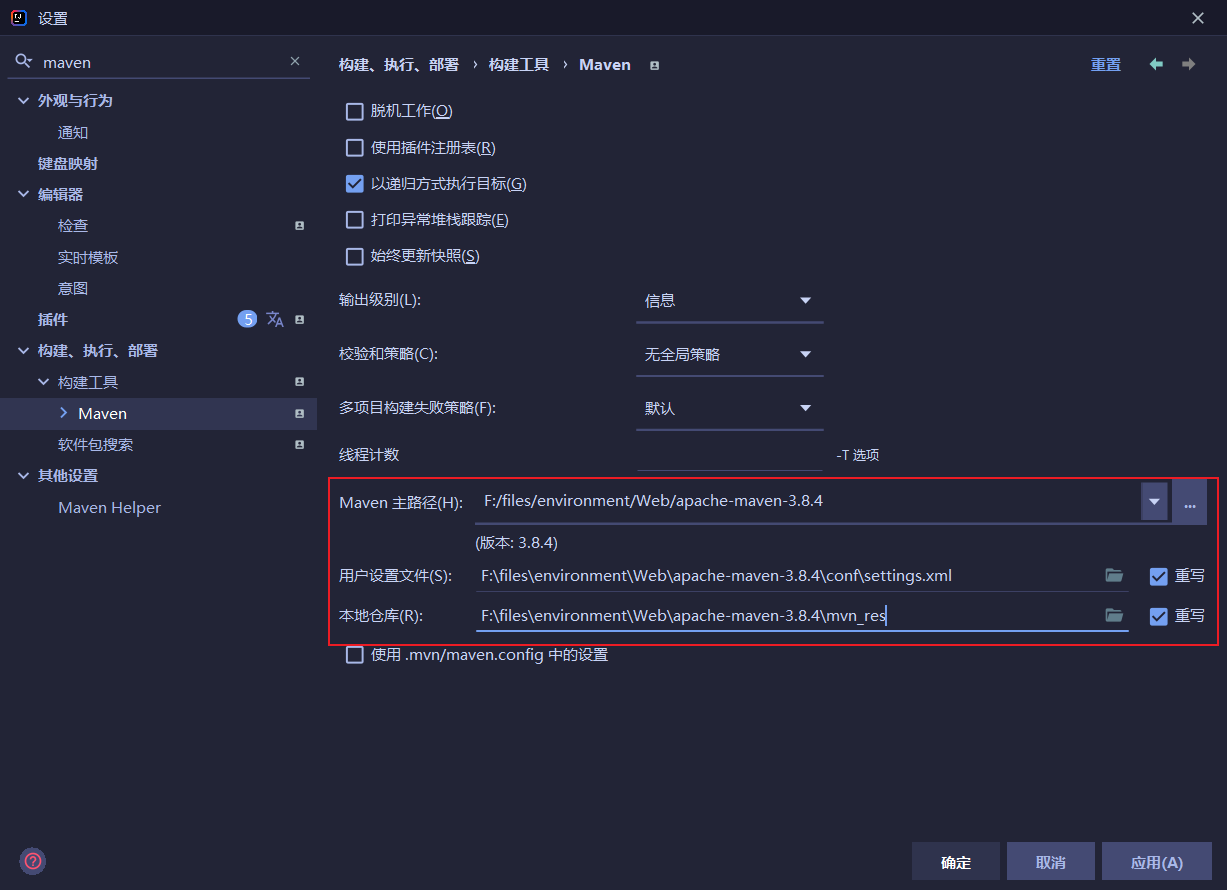 设置
maven
外观与行为
通知
键盘映射
编辑器
检查
实时模板
意图
插件
5
构建、执行、部署
构建工具
Maven
软件包搜索
其他设置
Maven Helper
构建、执行、部署 › 构建工具 › Maven
重置
脱机工作(O)
使用插件注册表(R)
以递归方式执行目标(G)
打印异常堆栈跟踪(E)
始终更新快照(S)
输出级别(L): 信息
校验和策略(C): 无全局策略
多项目构建失败策略(F): 默认
线程计数 -T 选项
Maven 主路径(H): F:/files/environment/Web/apache-maven-3.8.4 ...
(版本: 3.8.4)
用户设置文件(S): F:\files\environment\Web\apache-maven-3.8.4\conf\settings.xml 重写
本地仓库(R): F:\files\environment\Web\apache-maven-3.8.4\mvn_res 重写
使用 .mvn/maven.config 中的设置
确定 取消 应用(A)